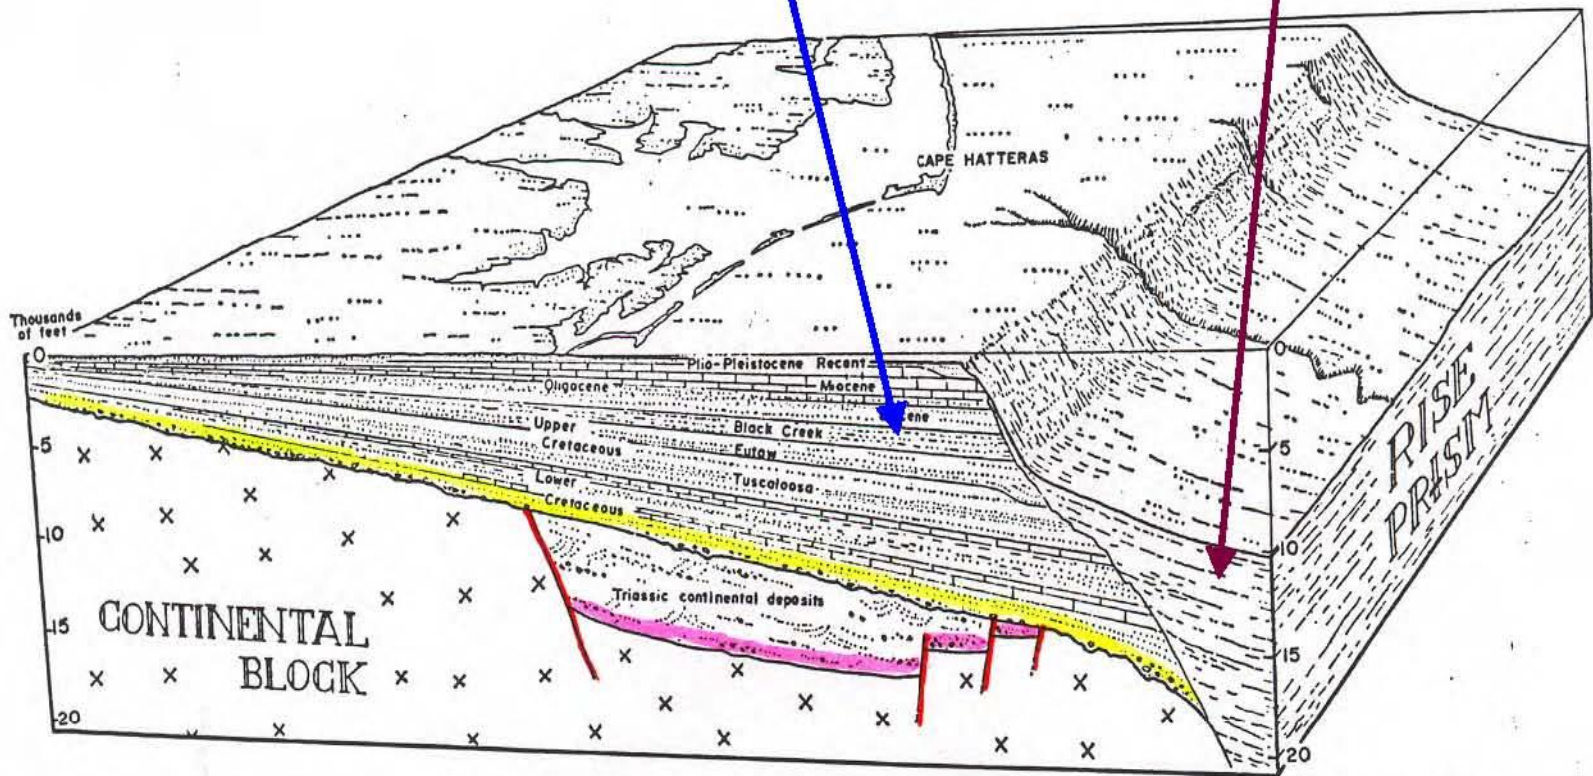 CAPE HATTERAS
Thousands
of feet
0
5
10
15
20
Plio-Pleistocene Recent
Oligocene
Miocene
Upper
Cretaceous
Black Creek
Eutaw
Tuscaloosa
Lower
Cretaceous
Triassic continental deposits
CONTINENTAL
BLOCK
0
5
10
15
20
RISE
PRISM